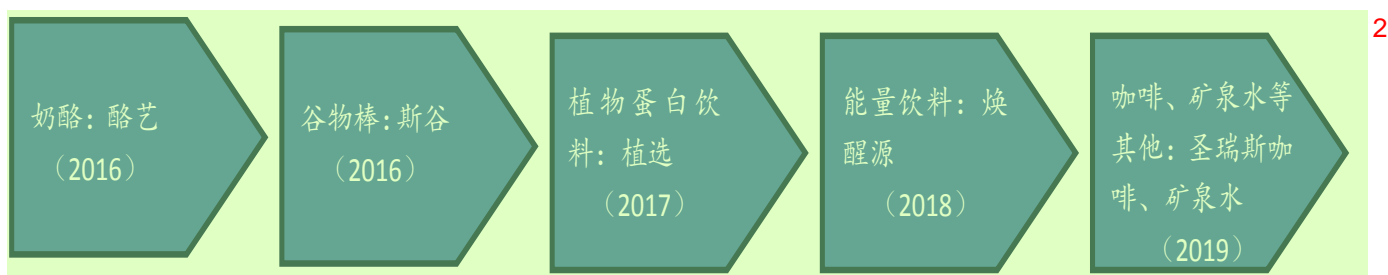 奶酪：酪艺
（2016）
谷物棒：斯谷
（2016）
植物蛋白饮
料：植选
（2017）
能量饮料：焕
醒源
（2018）
咖啡、矿泉水等
其他：圣瑞斯咖
啡、矿泉水
（2019）
2